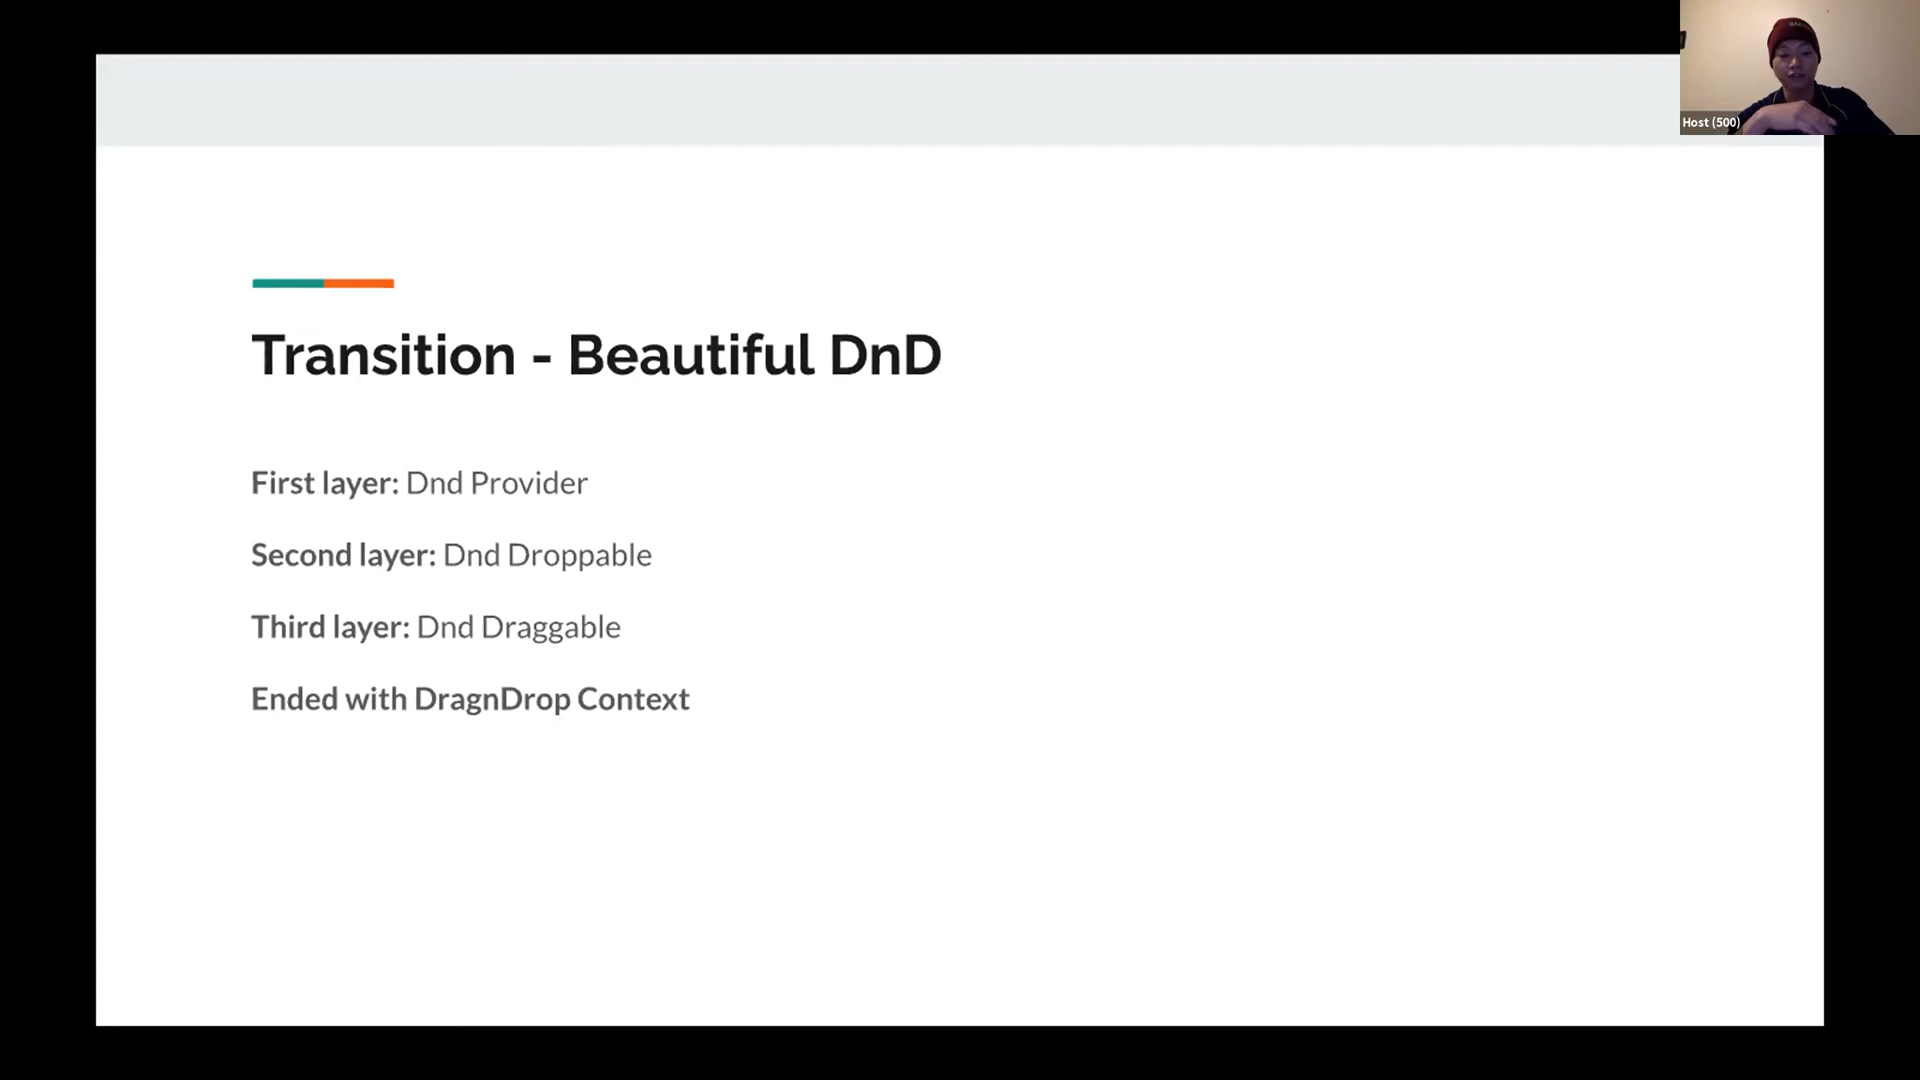 Host (500)
Transition - Beautiful DnD
First layer: Dnd Provider
Second layer: Dnd Droppable
Third layer: Dnd Draggable
Ended with DragnDrop Context